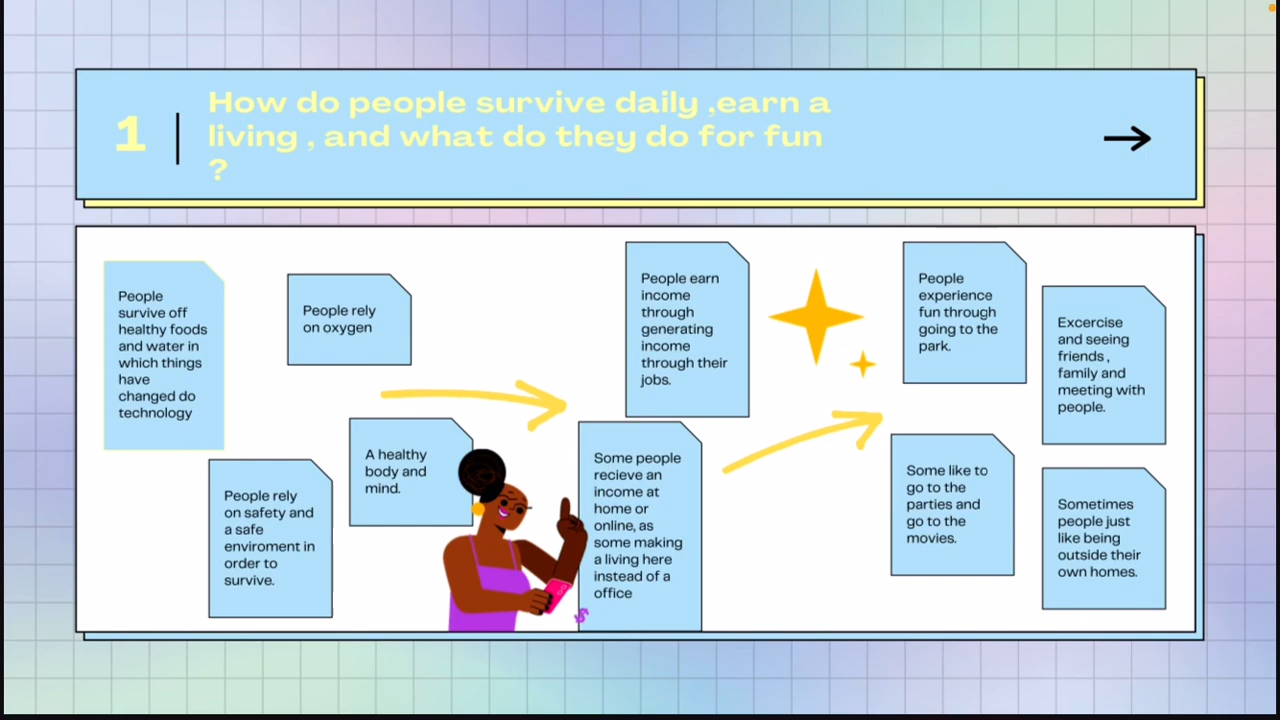 1
How do people survive daily ,earn a
living , and what do they do for fun
?
People
survive off
healthy foods
and water in
which things
have
changed do
technology
People rely
on oxygen
A healthy
body and
mind.
People rely
on safety and
a safe
enviroment in
order to
survive.
People earn
income
through
generating
income
through their
jobs.
Some people
recieve an
income at
home or
online, as
some making
a living here
instead of a
office
$
People
experience
fun through
going to the
park.
Excercise
and seeing
friends ,
family and
meeting with
people.
Some like to
go to the
parties and
go to the
movies.
Sometimes
people just
like being
outside their
own homes.